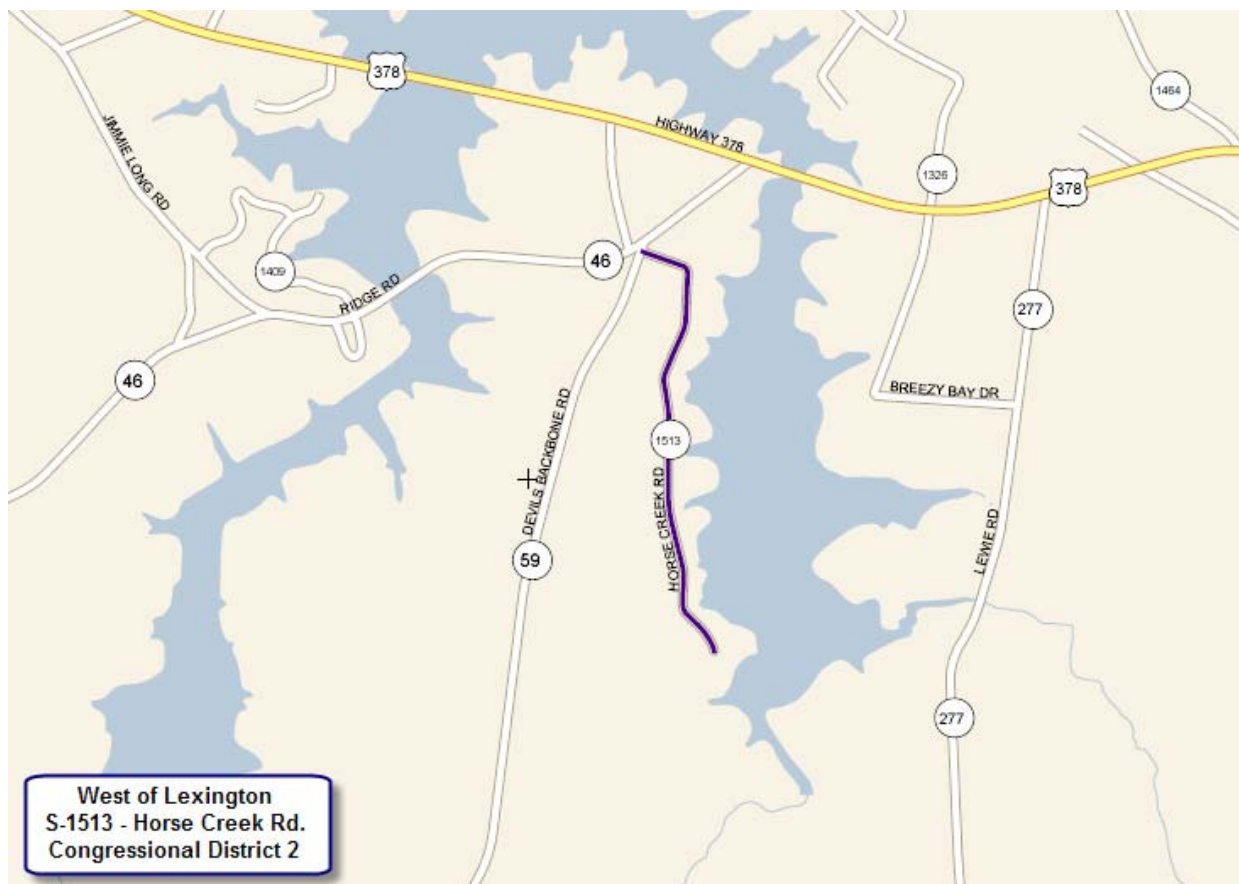 378
HIGHWAY 378
1464
JIMMIE LONG RD
1326
378
1409
46
RIDGE RD
277
46
BREEZY BAY DR
DEVILS BACKBONE RD
1513
HORSE CREEK RD
LEWIE RD
59
277
West of Lexington
S-1513 - Horse Creek Rd.
Congressional District 2